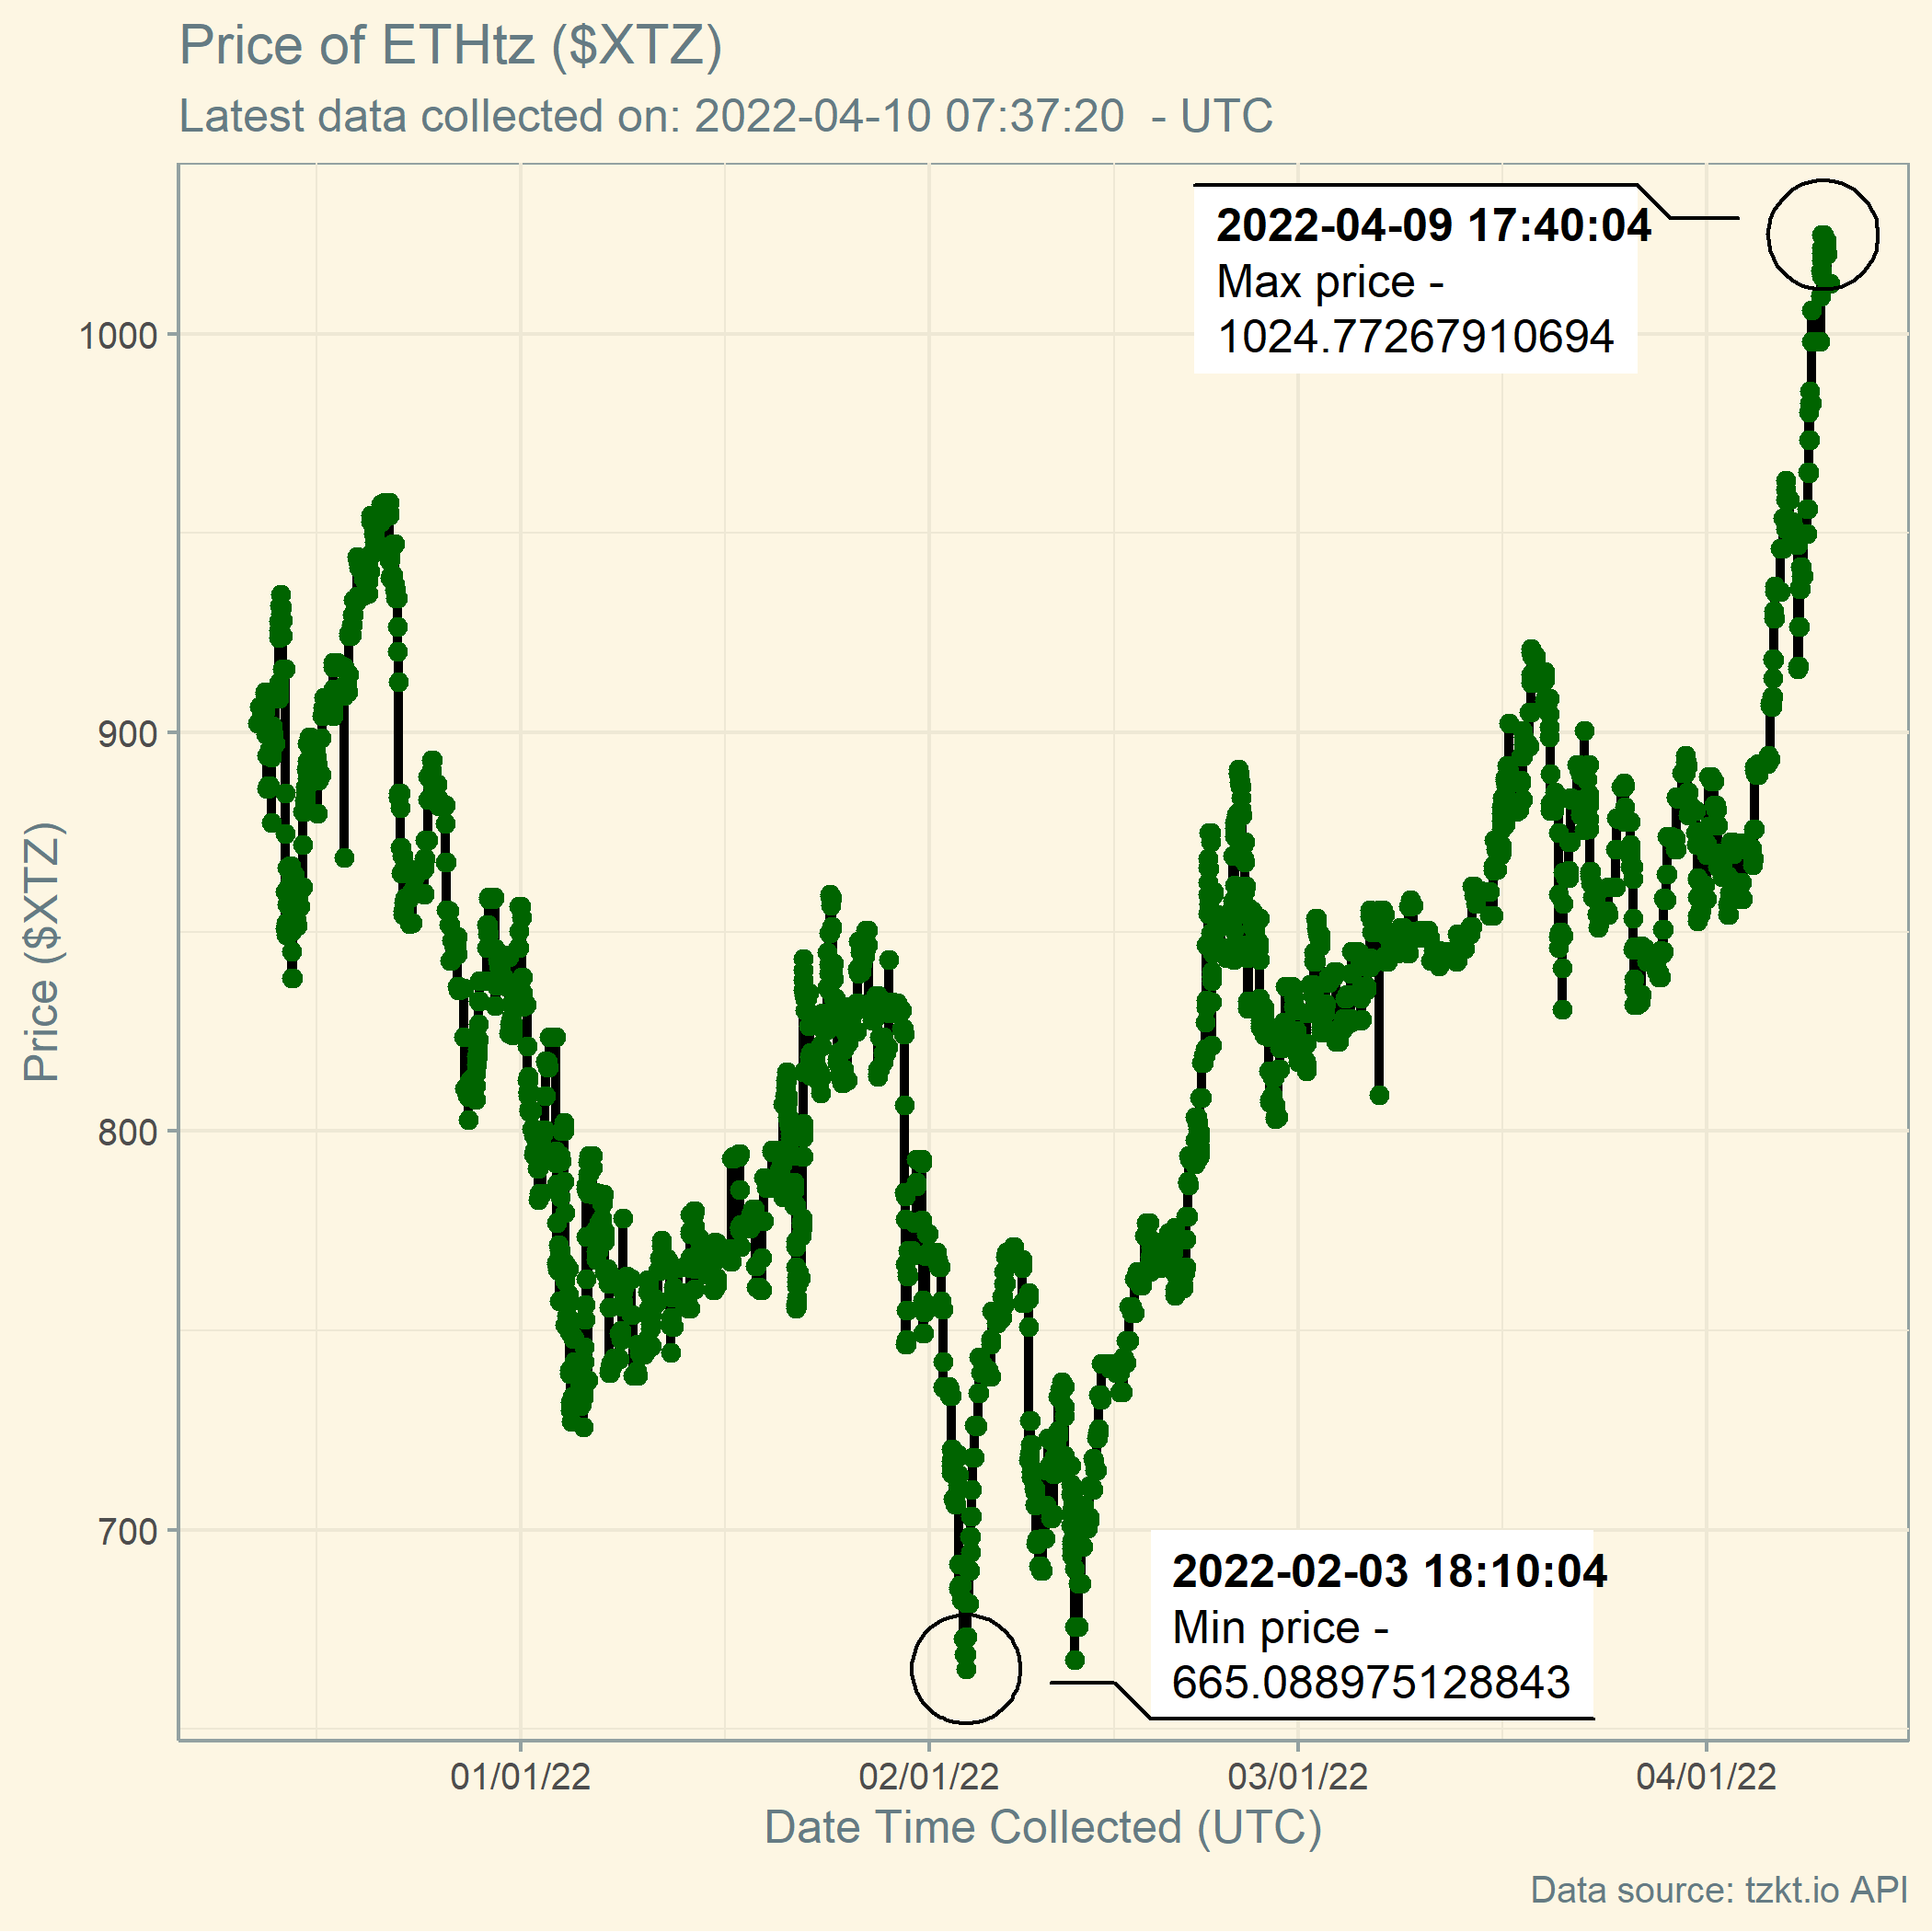 Price of ETHtz ($XTZ)
Latest data collected on: 2022-04-10 07:37:20  - UTC
2022-04-09 17:40:04
Max price -
1024.77267910694
1000
900
800
700
Price ($XTZ)
2022-02-03 18:10:04
Min price -
665.088975128843
01/01/22
02/01/22
03/01/22
04/01/22
Date Time Collected (UTC)
Data source: tzkt.io API